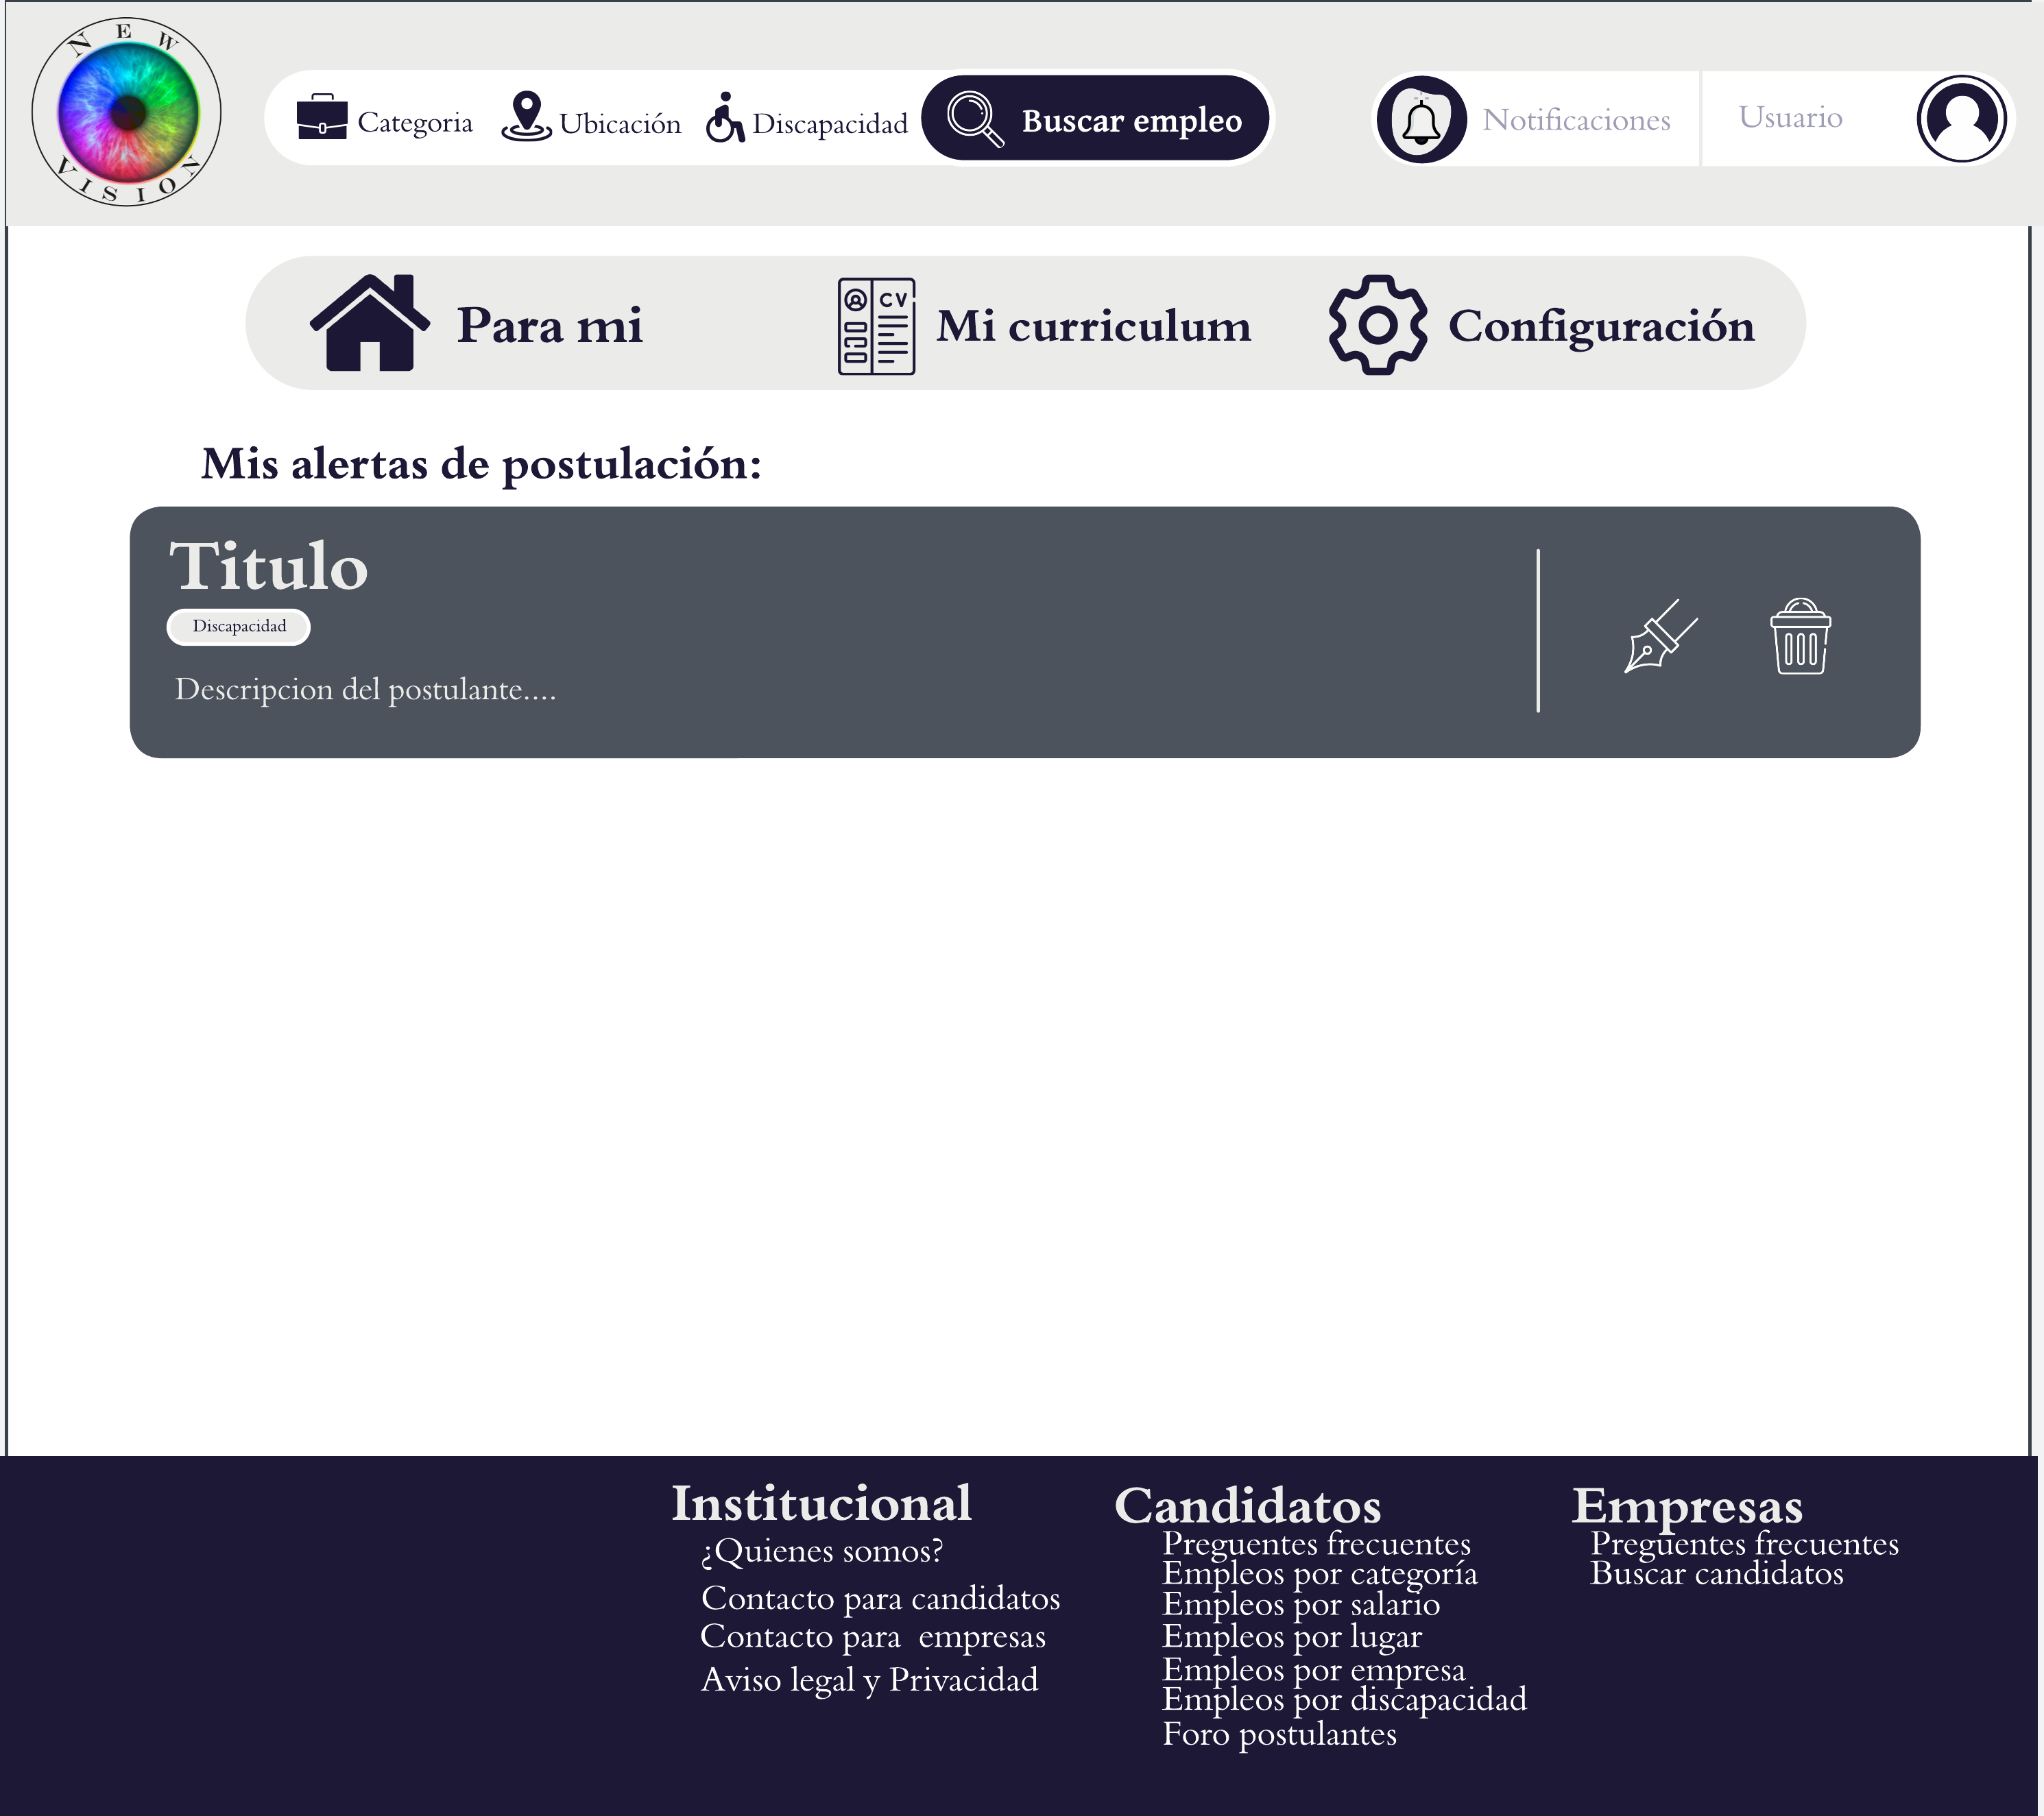 NEW
VISION
Categoria
Ubicación
Discapacidad
Buscar empleo
Notificaciones
Usuario
Para mi
CV
Mi curriculum
Configuración
Mis alertas de postulación:
Titulo
Discapacidad
Descripcion del postulante....
Institucional
¿Quienes somos?
Contacto para candidatos
Contacto para  empresas
Aviso legal y Privacidad
Candidatos
Preguentes frecuentes
Empleos por categoría
Empleos por salario
Empleos por lugar
Empleos por empresa
Empleos por discapacidad
Foro postulantes
Empresas
Preguentes frecuentes
Buscar candidatos